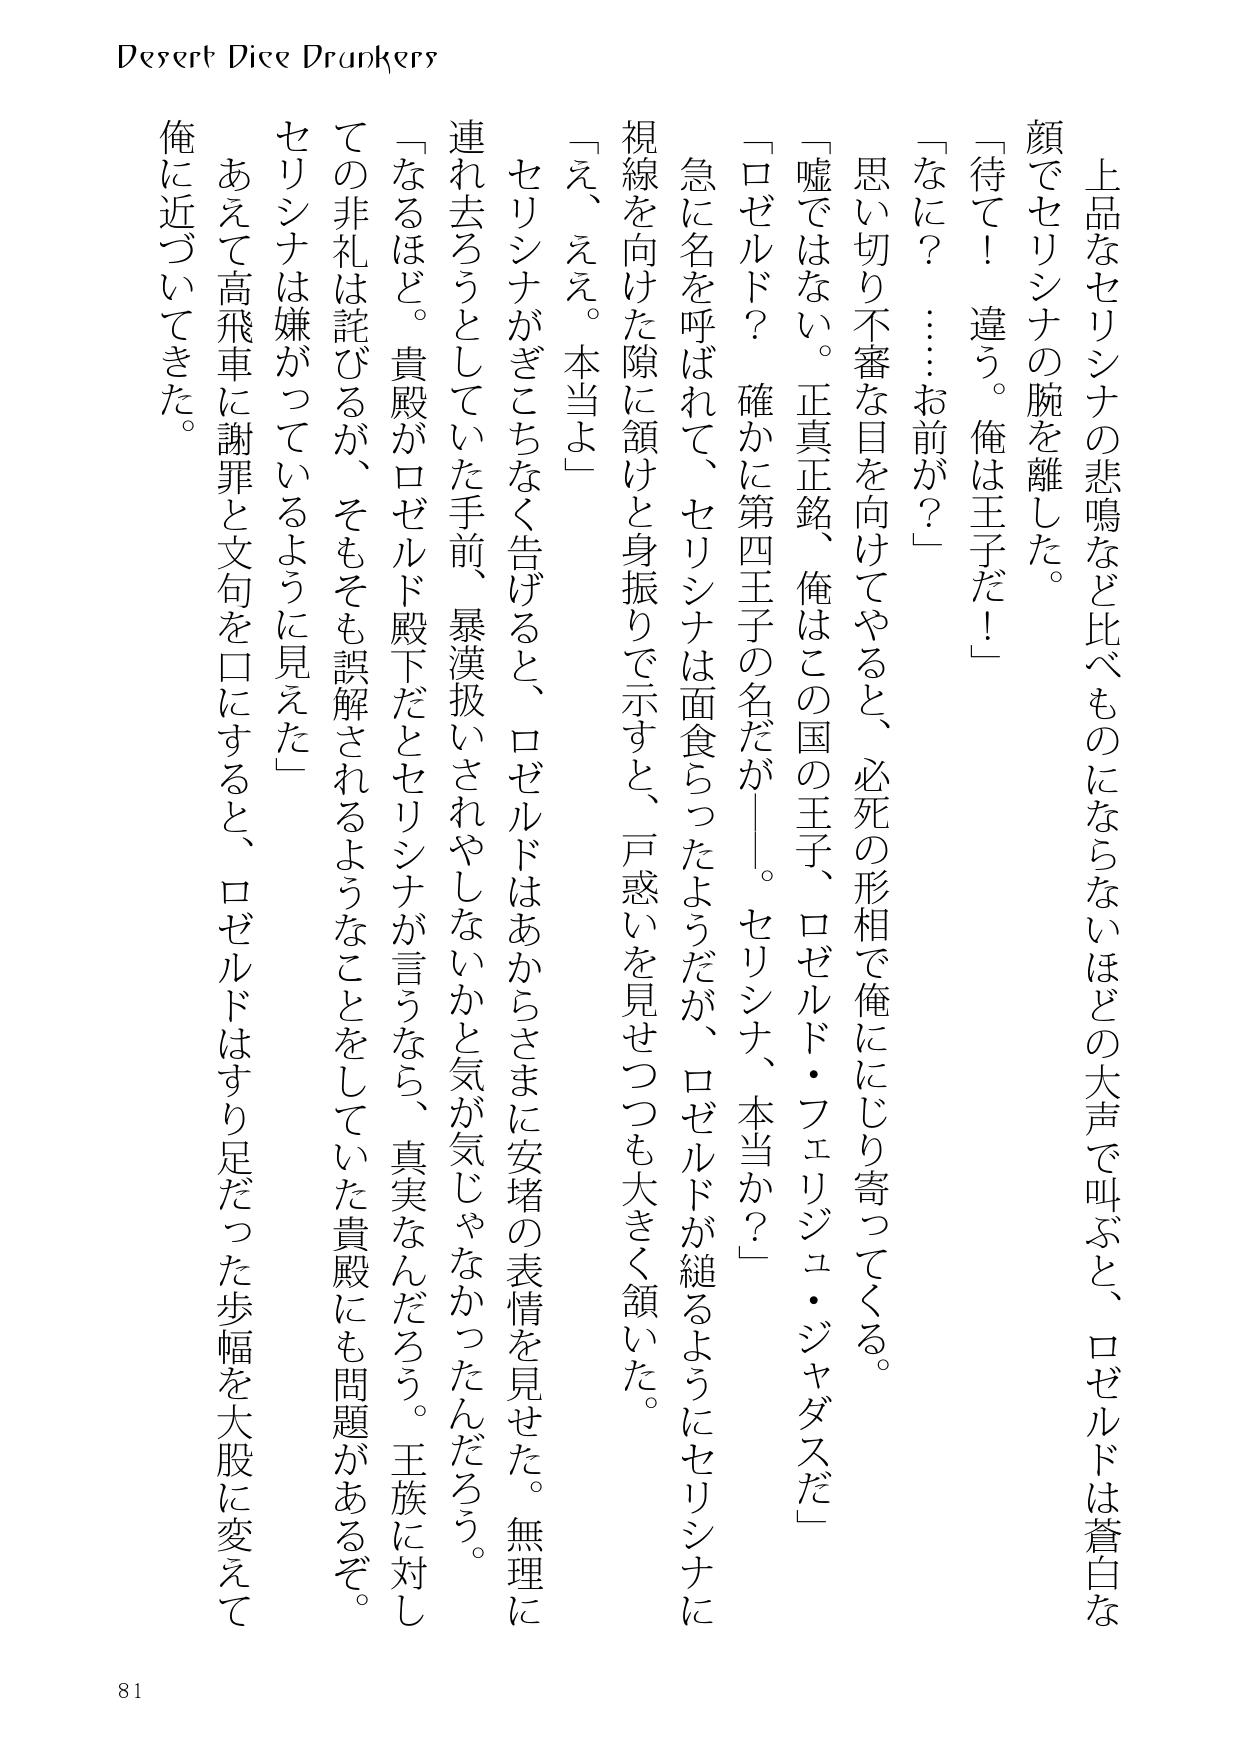 Desert Dice Drunkers
　上品なセリシナの悲鳴など比べものにならないほどの大声で叫ぶと、ロゼルドは蒼白な
顔でセリシナの腕を離した。
「待て！　違う。俺は王子だ！」
「なに？　……お前が？」
　思い切り不審な目を向けてやると、必死の形相で俺ににじり寄ってくる。
「嘘ではない。正真正銘、俺はこの国の王子、ロゼルド・フェリジュ・ジャダスだ」
「ロゼルド？　確かに第四王子の名だが――。セリシナ、本当か？」
　急に名を呼ばれて、セリシナは面食らったようだが、ロゼルドが縋るようにセリシナに
視線を向けた隙に頷けと身振りで示すと、戸惑いを見せつつも大きく頷いた。
「え、ええ。本当よ」
　セリシナがぎこちなく告げると、ロゼルドはあからさまに安堵の表情を見せた。無理に
連れ去ろうとしていた手前、暴漢扱いされやしないかと気が気じゃなかったんだろう。
「なるほど。貴殿がロゼルド殿下だとセリシナが言うなら、真実なんだろう。王族に対し
ての非礼は詫びるが、そもそも誤解されるようなことをしていた貴殿にも問題があるぞ。
セリシナは嫌がっているように見えた」
　あえて高飛車に謝罪と文句を口にすると、ロゼルドはすり足だった歩幅を大股に変えて
俺に近づいてきた。
81